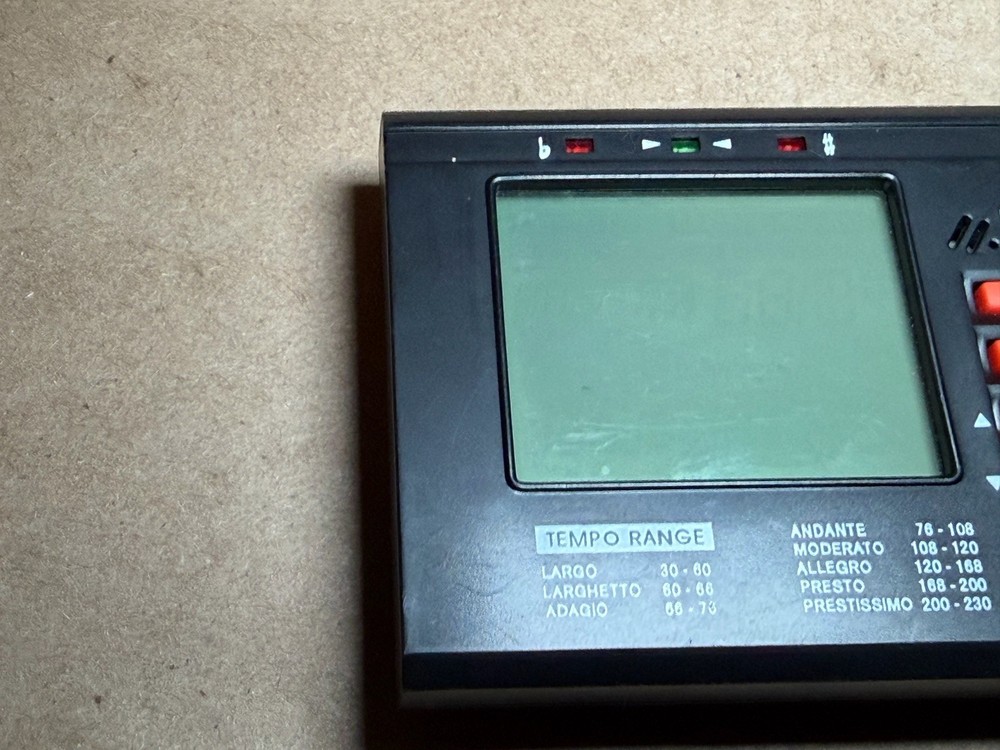 ♭ ► ◄ ♯
▲
▼
TEMPO RANGE
LARGO 30 - 60
LARGHETTO 60 - 66
ADAGIO 66 - 73
ANDANTE 76 - 108
MODERATO 108 - 120
ALLEGRO 120 - 168
PRESTO 168 - 200
PRESTISSIMO 200 - 230